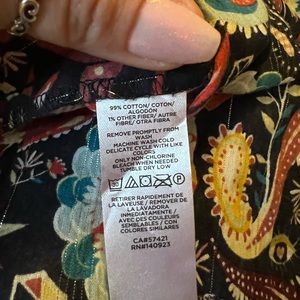 99% COTTON/ COTON/
ALGODON
1% OTHER FIBER/ AUTRE
FIBRE/ OTRA FIBRA
REMOVE PROMPTLY FROM
WASH
MACHINE WASH COLD
DELICATE CYCLE WITH LIKE
COLORS
ONLY NON-CHLORINE
BLEACH WHEN NEEDED
TUMBLE DRY LOW
RETIRER RAPIDEMENT DE
LA LAVEUSE / REMOVER DE
LA LAVADORA
IMMEDIATAMENTE /
AVEC DES COULEURS
SEMBLABLES / CON
COLORES SIMILARES
CA#57421
RN#140923